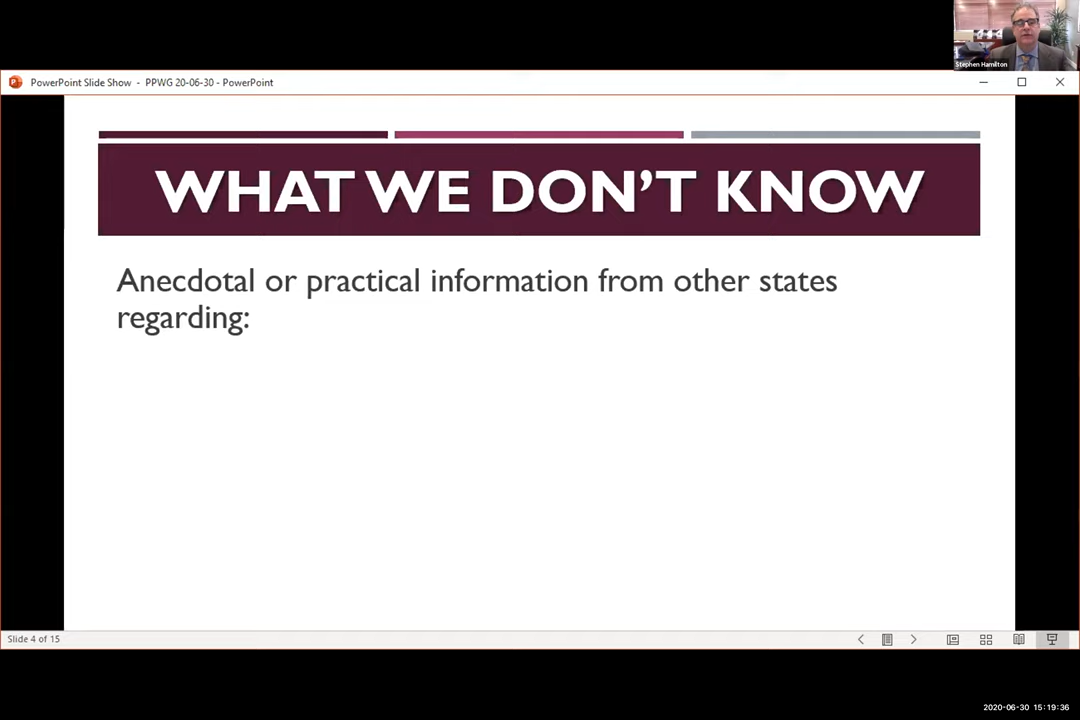 Stephen Hamilton
PowerPoint Slide Show - PPWG 20-06-30 - PowerPoint
WHAT WE DON’T KNOW
Anecdotal or practical information from other states
regarding:
Slide 4 of 15
2020-06-30 15:19:36